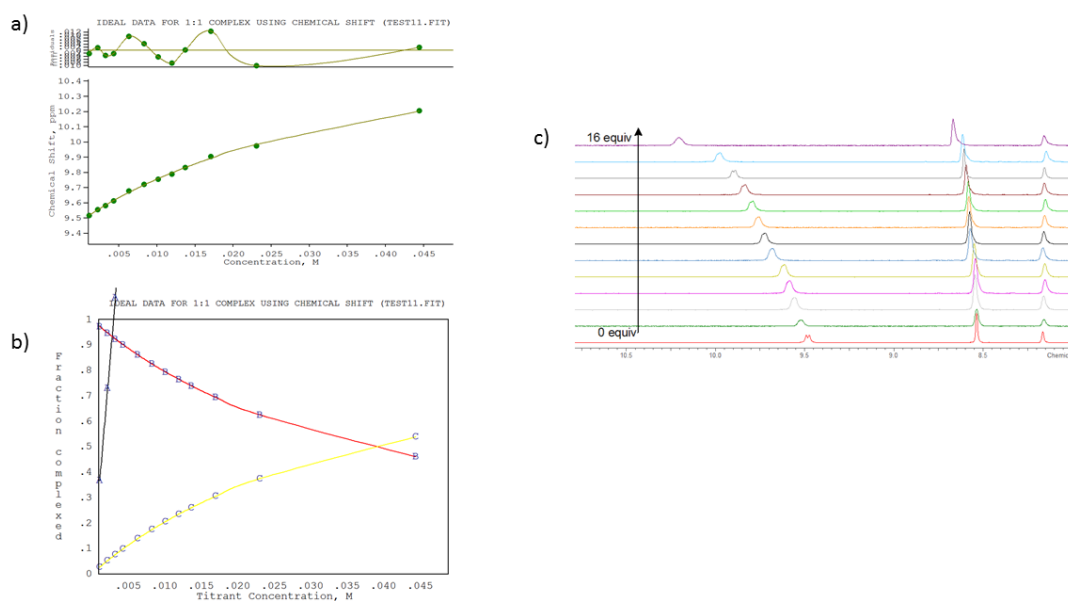 a)
IDEAL DATA FOR 1:1 COMPLEX USING CHEMICAL SHIFT (TEST11.FIT)
Chemical Shift, ppm
10.4
10.3
10.2
10.1
10
9.9
9.8
9.7
9.6
9.5
9.4
.005 .010 .015 .020 .025 .030 .035 .040 .045
Concentration, M
b)
IDEAL DATA FOR 1:1 COMPLEX USING CHEMICAL SHIFT (TEST11.FIT)
Fraction complexed
1
.9
.8
.7
.6
.5
.4
.3
.2
.1
0
A A A
B B B B B B B B B B B B
C C C C C C C C C C C C
.005 .010 .015 .020 .025 .030 .035 .040 .045
Titrant Concentration, M
c)
16 equiv
0 equiv
10.5 10.0 9.5 9.0 8.5 Chemic